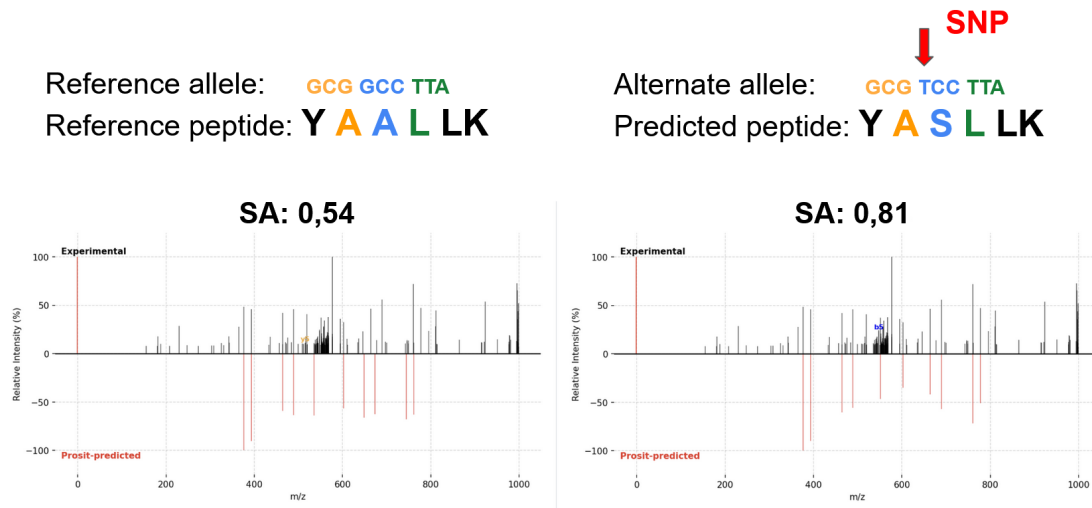 SNP
Reference allele: GCG GCC TTA
Reference peptide: Y A A L LK
Alternate allele: GCG TCC TTA
Predicted peptide: Y A S L LK
SA: 0,54
Experimental
100
50
0
−50
−100
Relative Intensity (%)
Prosit-predicted
0
200
400
600
800
1000
m/z
SA: 0,81
Experimental
b5
100
50
0
−50
−100
Relative Intensity (%)
Prosit-predicted
0
200
400
600
800
1000
m/z